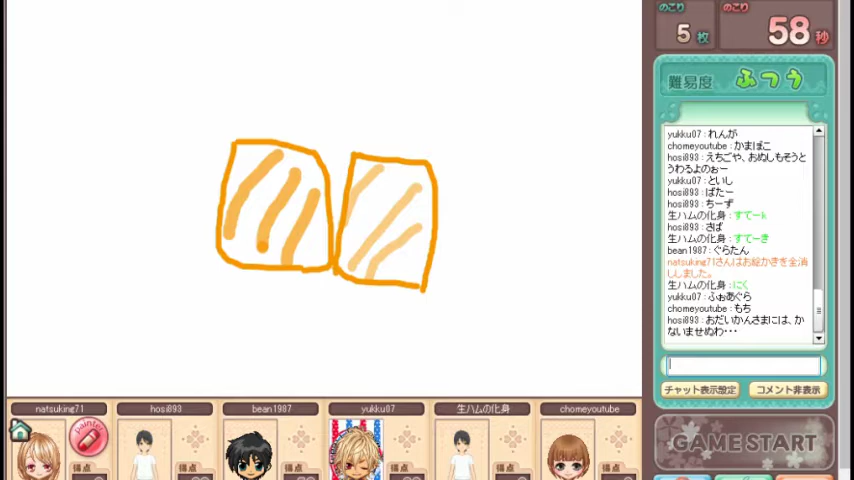 のこり
5枚
のこり
58秒
難易度 ふつう
yukku07 : れんが
chomeyoutube : かまぼこ
hosi893 : えちごや、おぬしもそうと
うわるよのぉー
yukku07 : といし
hosi893 : ばたー
hosi893 : ちーず
生ハムの化身 : すてーk
hosi893 : さば
生ハムの化身 : すてーき
bean1987 : ぐらたん
natsuking71さんはお絵かきを全消
ししました。
生ハムの化身 : にく
yukku07 : ふぉあぐら
chomeyoutube : もち
hosi893 : おだいかんさまには、か
ないませぬわ・・・
チャット表示設定
コメント非表示
GAME START
natsuking71
hosi893
bean1987
yukku07
生ハムの化身
chomeyoutube
painter
得点
得点
得点
得点
得点
得点